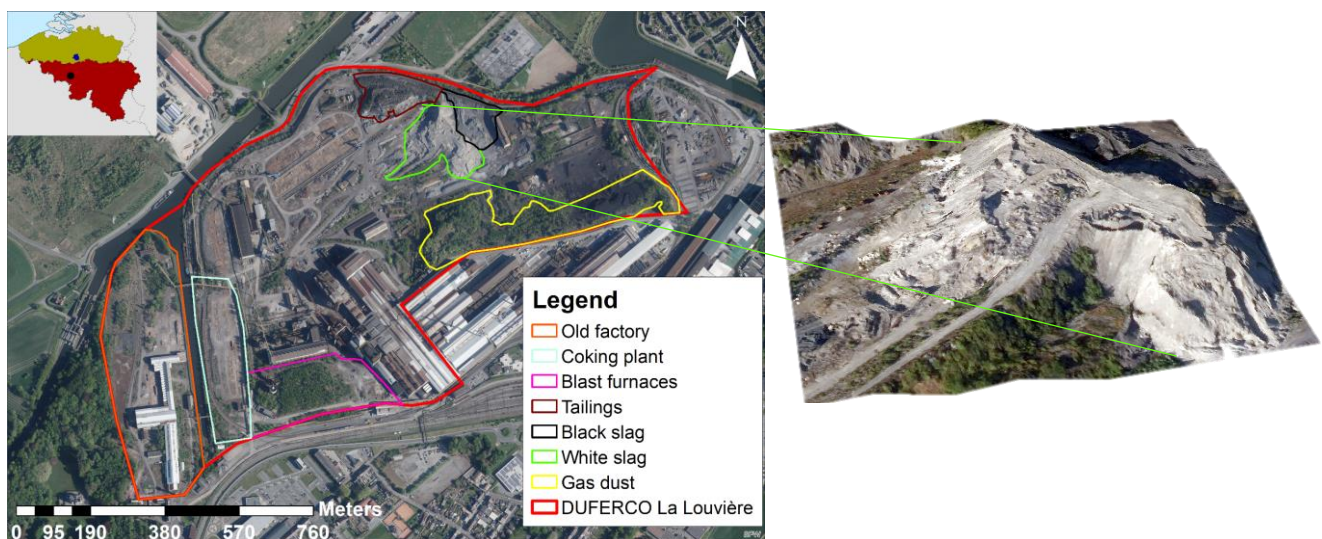 N
Legend
Old factory
Coking plant
Blast furnaces
Tailings
Black slag
White slag
Gas dust
DUFERCO La Louvière
Meters
0 95 190 380 570 760